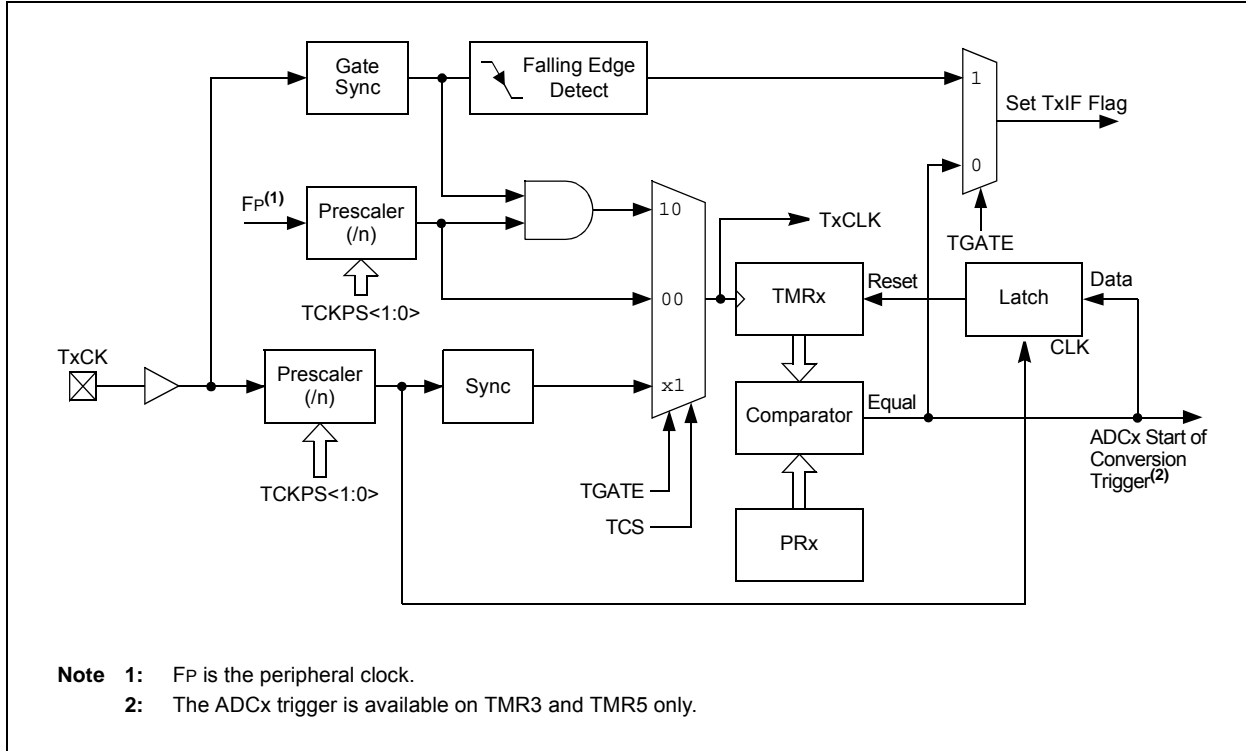 Gate
Sync
Falling Edge
Detect
1
Set TxIF Flag
0
TGATE
FP(1)
Prescaler
(/n)
TCKPS<1:0>
10
00
x1
TxCLK
TMRx
Reset
Latch
Data
CLK
TxCK
Prescaler
(/n)
Sync
TCKPS<1:0>
Comparator
Equal
ADCx Start of
Conversion
Trigger(2)
TGATE
TCS
PRx
Note 1: FP is the peripheral clock.
2: The ADCx trigger is available on TMR3 and TMR5 only.